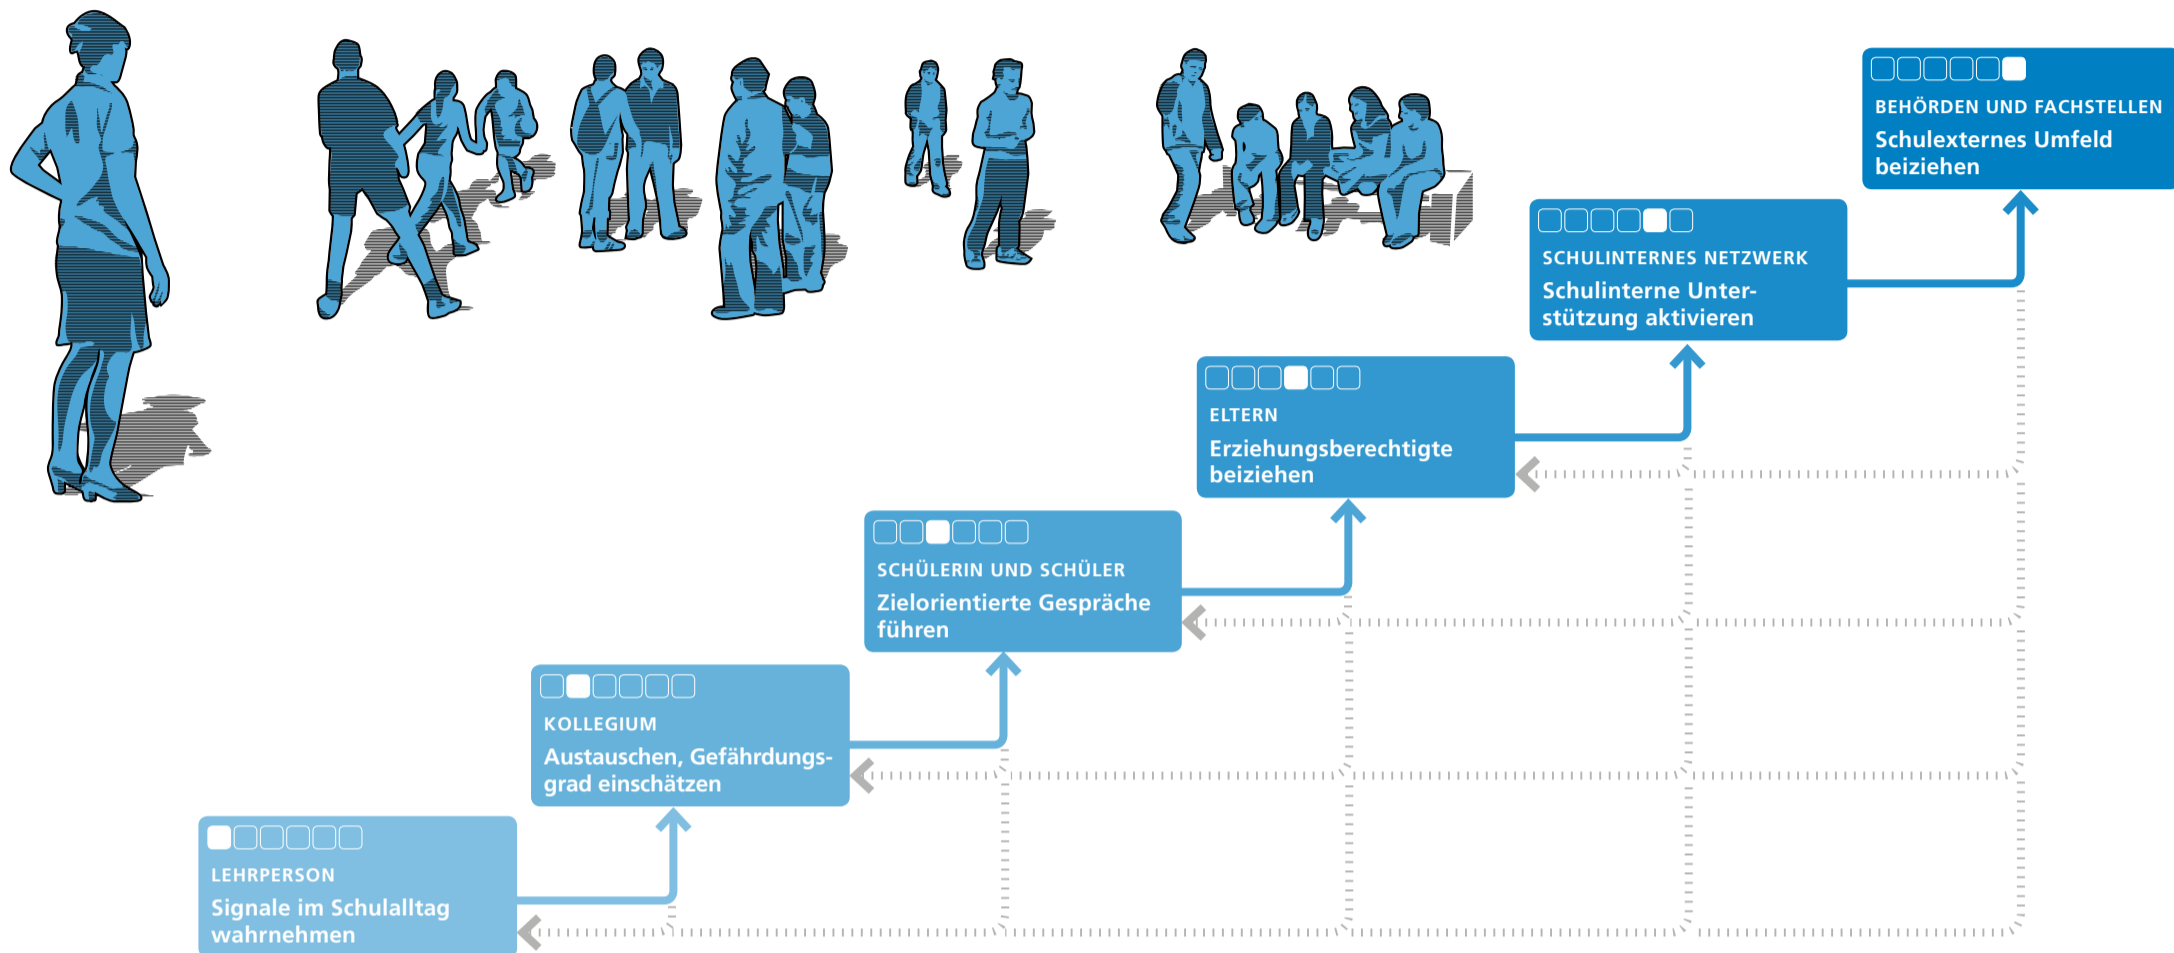 BEHÖRDEN UND FACHSTELLEN
Schulexternes Umfeld
beiziehen
SCHULINTERNES NETZWERK
Schulinterne Unter-
stützung aktivieren
ELTERN
Erziehungsberechtigte
beiziehen
SCHÜLERIN UND SCHÜLER
Zielorientierte Gespräche
führen
KOLLEGIUM
Austauschen, Gefährdungs-
grad einschätzen
LEHRPERSON
Signale im Schulalltag
wahrnehmen